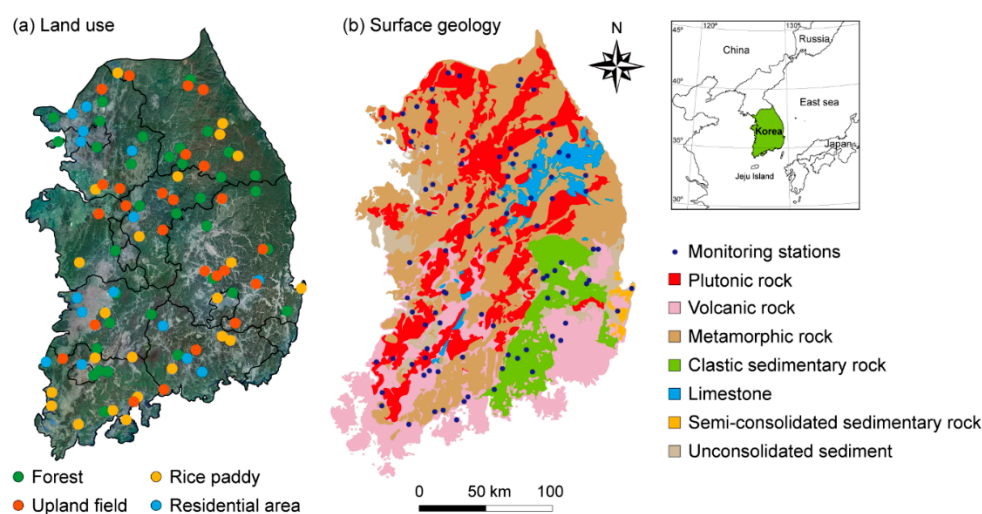 (a) Land use
(b) Surface geology
N
45°
120°
130°
Russia
China
40°
East sea
Korea
35°
Japan
Jeju Island
30°
Monitoring stations
Plutonic rock
Volcanic rock
Metamorphic rock
Clastic sedimentary rock
Limestone
Semi-consolidated sedimentary rock
Unconsolidated sediment
Forest
Rice paddy
Upland field
Residential area
0 50 km 100